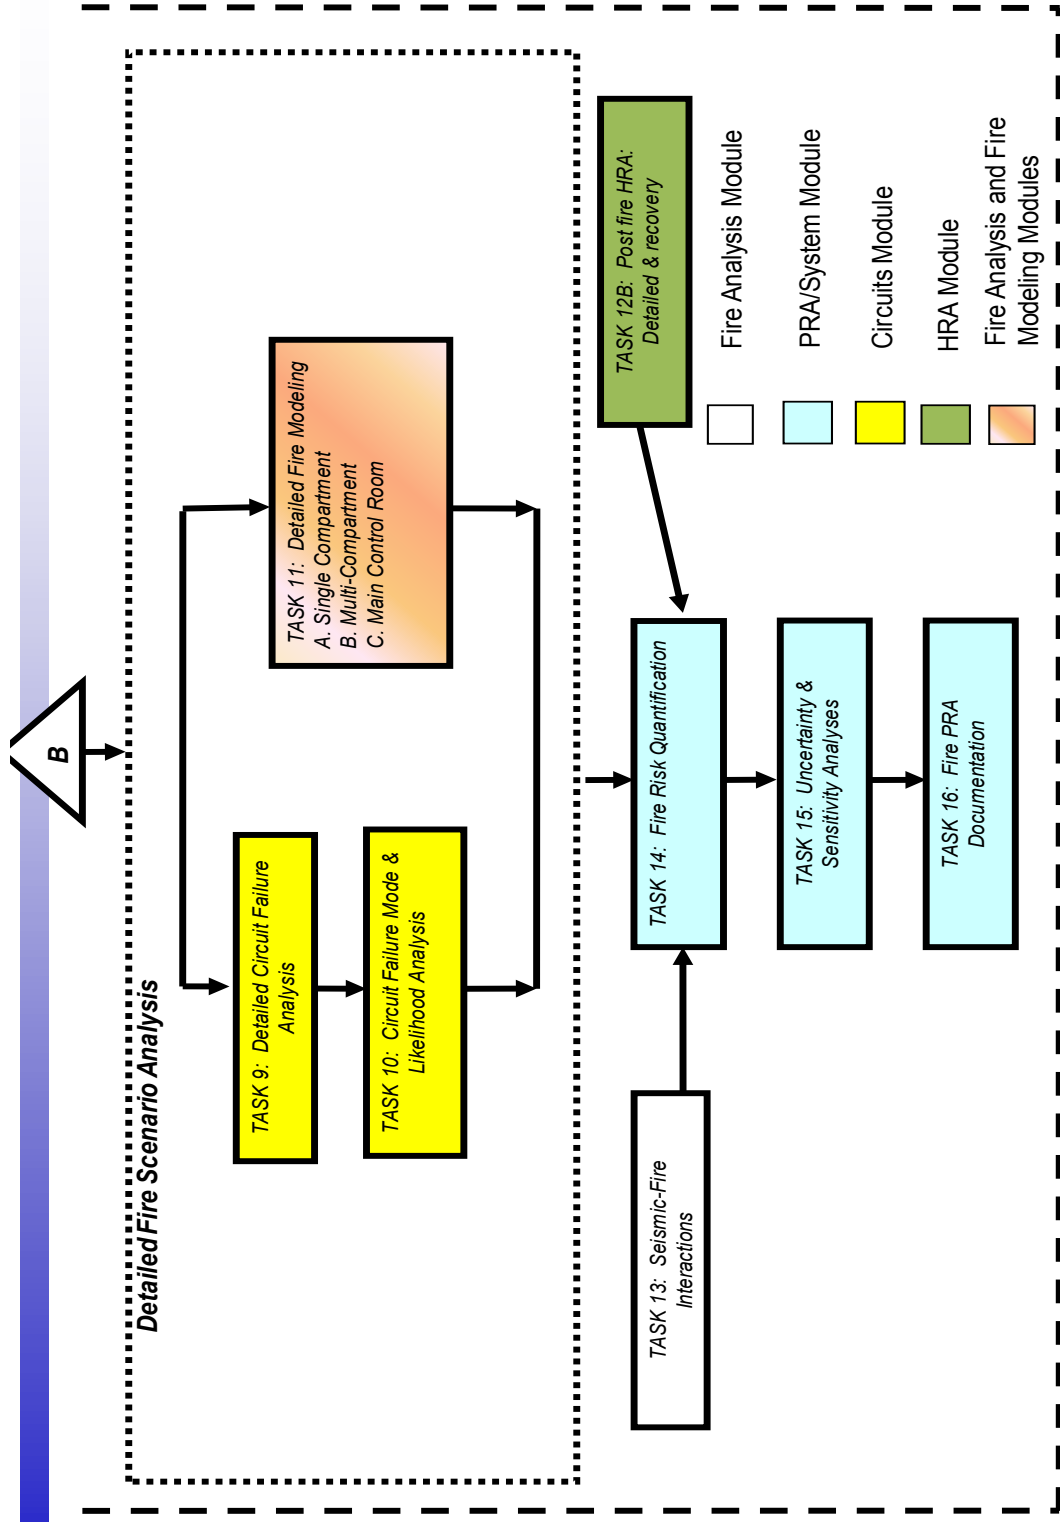 B
Detailed Fire Scenario Analysis
TASK 9: Detailed Circuit Failure
Analysis
TASK 10: Circuit Failure Mode &
Likelihood Analysis
TASK 11: Detailed Fire Modeling
A. Single Compartment
B. Multi-Compartment
C. Main Control Room
TASK 13: Seismic-Fire
Interactions
TASK 14: Fire Risk Quantification
TASK 12B: Post fire HRA:
Detailed & recovery
TASK 15: Uncertainty &
Sensitivity Analyses
TASK 16: Fire PRA
Documentation
Fire Analysis Module
PRA/System Module
Circuits Module
HRA Module
Fire Analysis and Fire
Modeling Modules